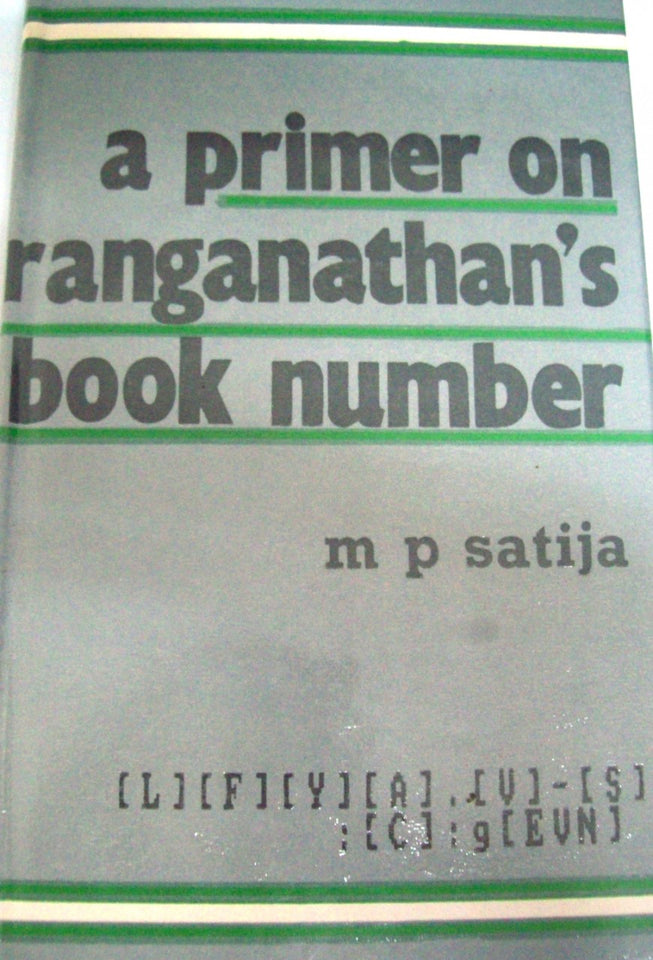 a primer on
ranganathan's
book number
m p satija
[L][F][Y][A].[V]-[S]
;[C]:g[EVN]